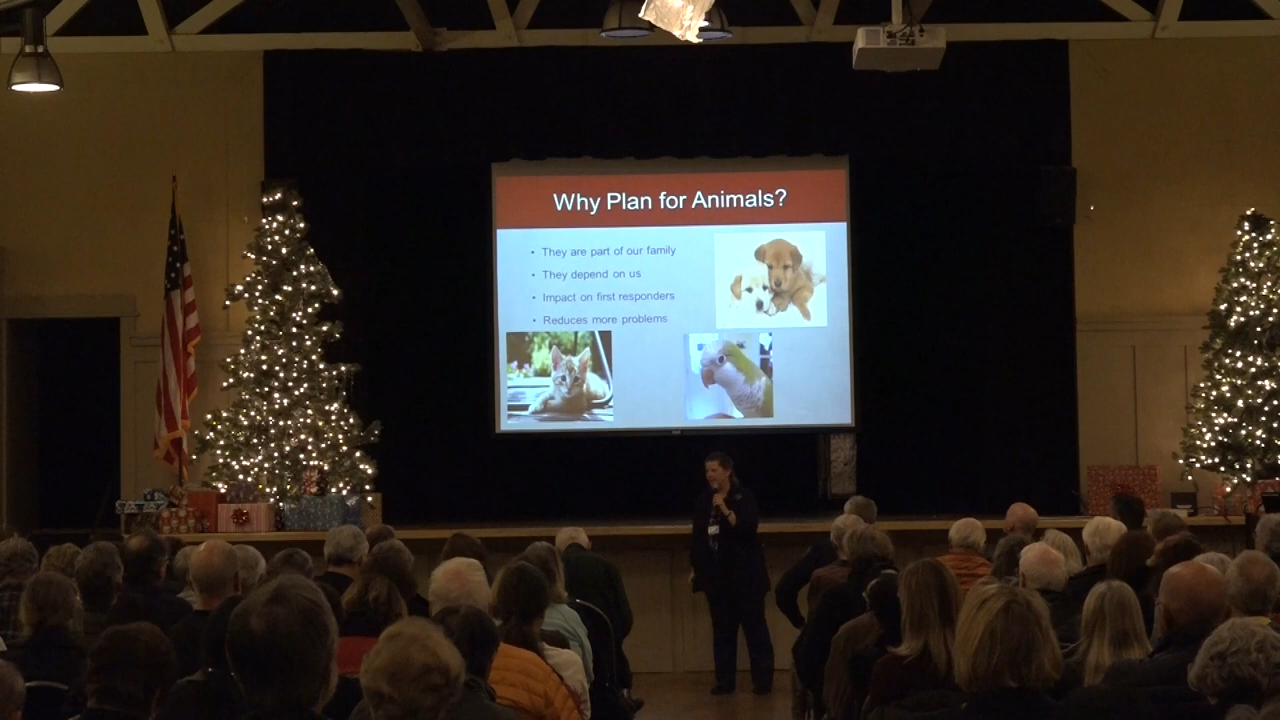 Why Plan for Animals?
• They are part of our family
• They depend on us
• Impact on first responders
• Reduces more problems